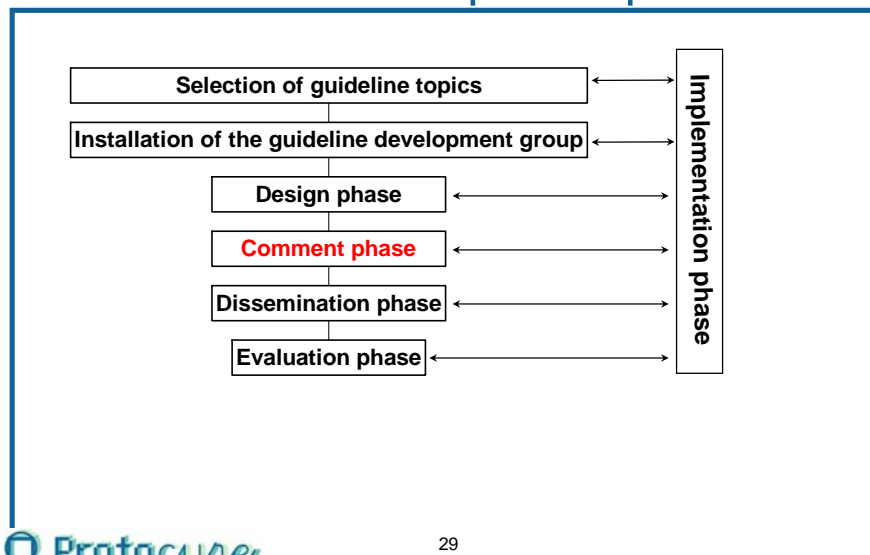 Selection of guideline topics
Installation of the guideline development group
Design phase
Comment phase
Dissemination phase
Evaluation phase
Implementation phase
29
Protocure